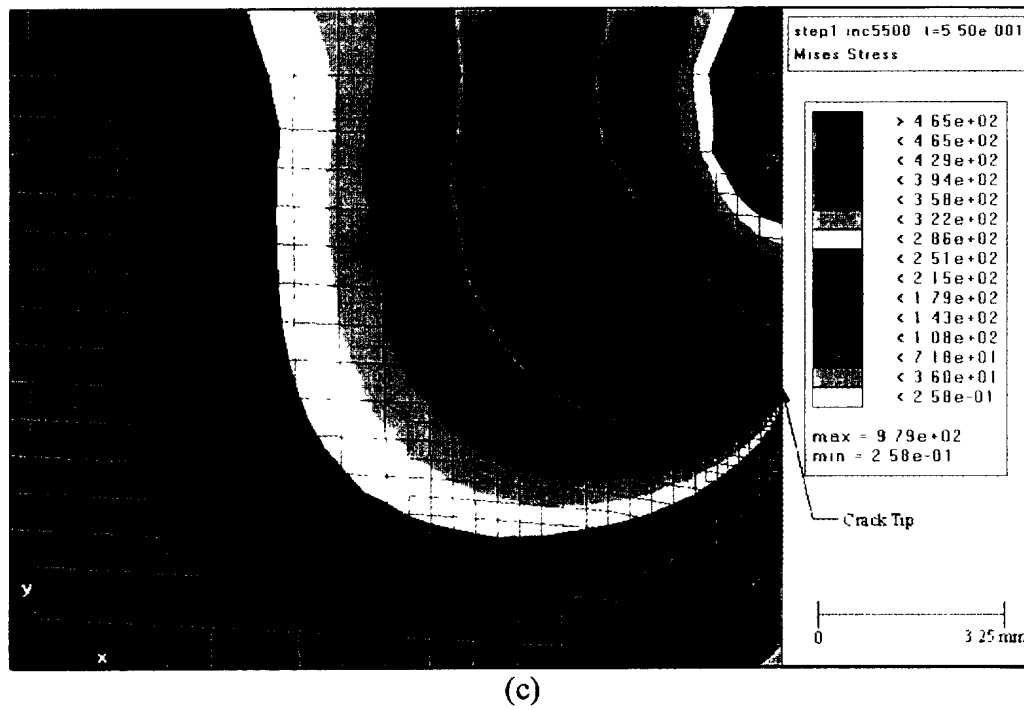 step1 inc5500 t=5 50e 001
Mises Stress
> 4 65e+02
< 4 65e+02
< 4 29e+02
< 3 94e+02
< 3 58e+02
< 3 22e+02
< 2 86e+02
< 2 51e+02
< 2 15e+02
< 1 79e+02
< 1 43e+02
< 1 08e+02
< 7 18e+01
< 3 60e+01
< 2 58e-01
max = 9 79e+02
min = 2 58e-01
Crack Tip
y
0 3.25 mm
x
(c)